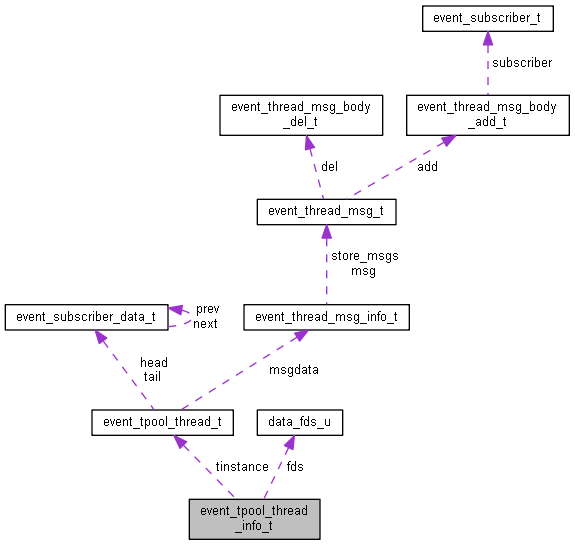 event_subscriber_t
subscriber
event_thread_msg_body
_del_t
event_thread_msg_body
_add_t
del
add
event_thread_msg_t
store_msgs
msg
event_subscriber_data_t
prev
next
event_thread_msg_info_t
head
tail
msgdata
event_tpool_thread_t
data_fds_u
tinstance
fds
event_tpool_thread
_info_t